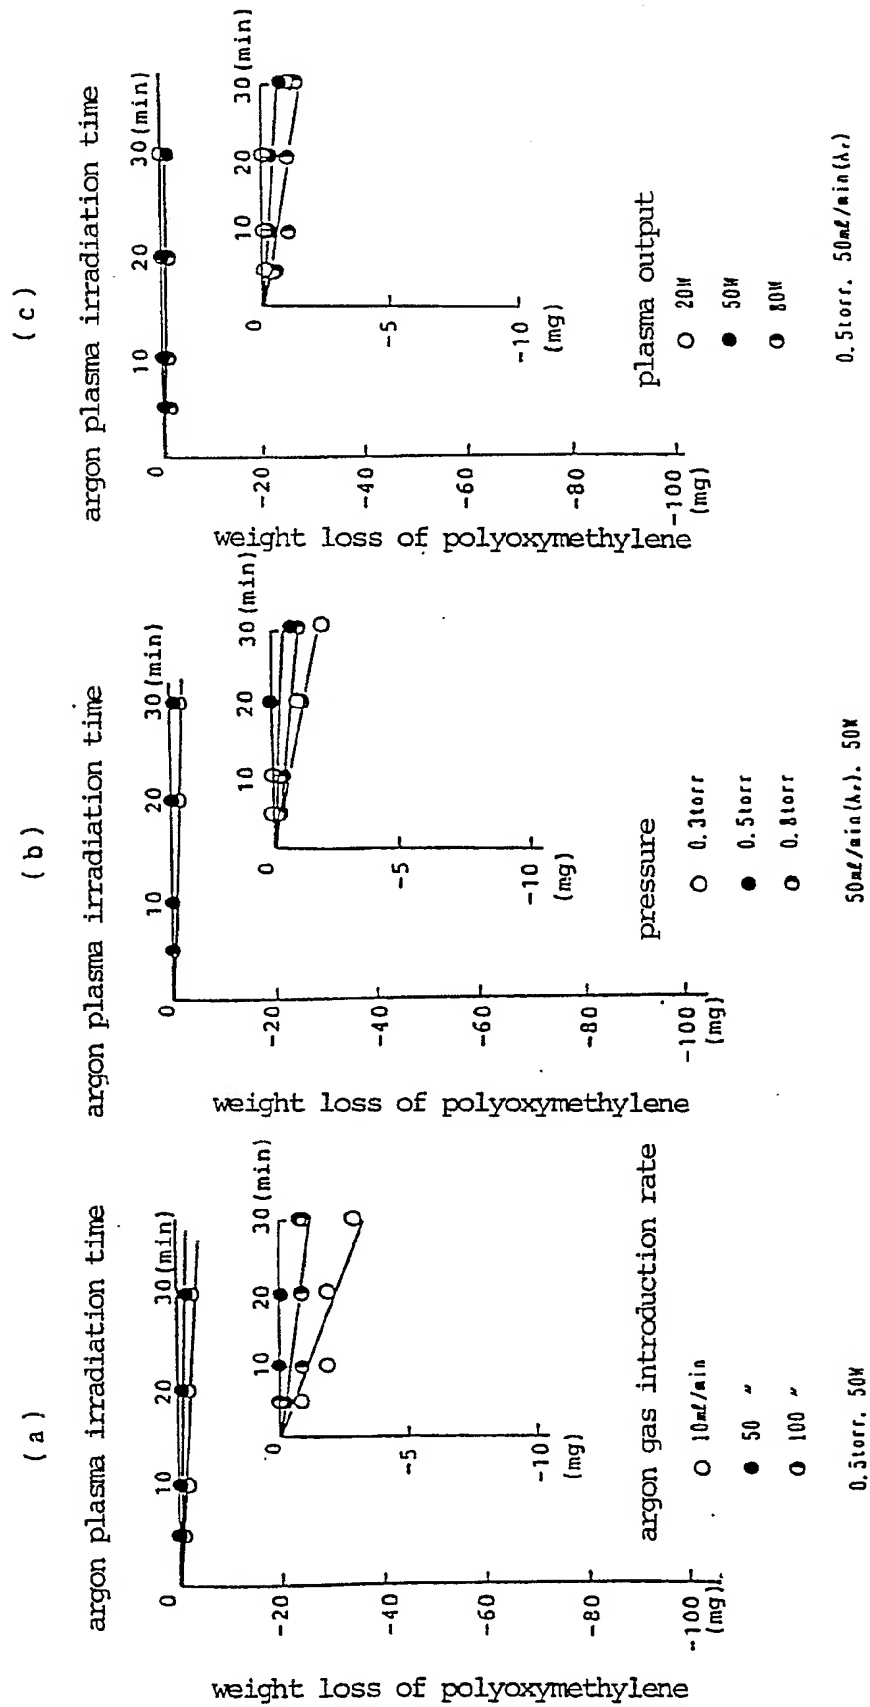 (a)
argon plasma irradiation time
10 20 30(min)
0
-20
-40
-60
-80
-100
(mg)
weight loss of polyoxymethylene
10 20 30(min)
0
-5
-10
(mg)
argon gas introduction rate
○ 10mℓ/min
● 50 〃
◑ 100 〃
0.5torr. 50W
(b)
argon plasma irradiation time
10 20 30(min)
0
-20
-40
-60
-80
-100
(mg)
weight loss of polyoxymethylene
10 20 30(min)
0
-5
-10
(mg)
pressure
○ 0.3torr
● 0.5torr
◑ 0.8torr
50mℓ/min(Ar). 50W
(c)
argon plasma irradiation time
10 20 30(min)
0
-20
-40
-60
-80
-100
(mg)
weight loss of polyoxymethylene
10 20 30(min)
0
-5
-10
(mg)
plasma output
○ 20W
● 50W
◑ 80W
0.5torr. 50mℓ/min(Ar)